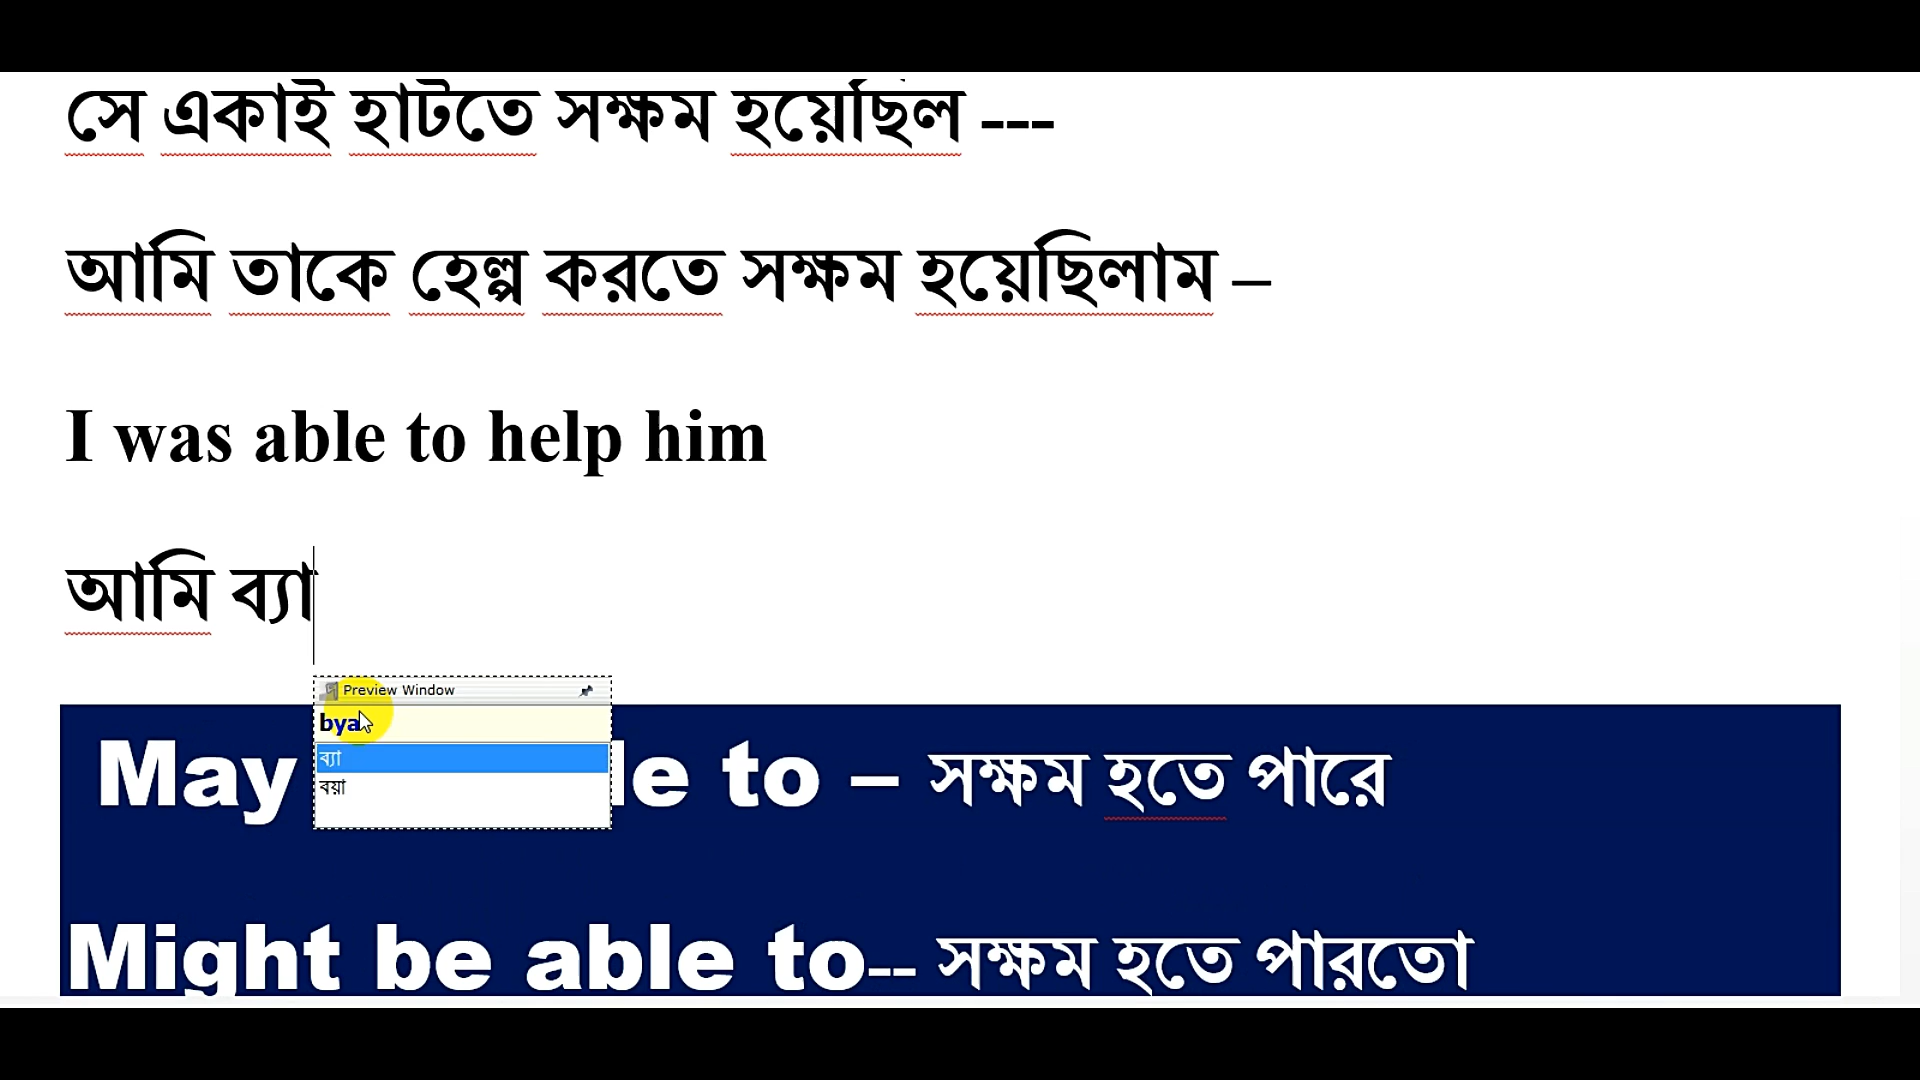 সে একাই হাটতে সক্ষম হয়েছিল ---
আমি তাকে হেল্প করতে সক্ষম হয়েছিলাম –
I was able to help him
আমি ব্যা
Preview Window
bya
ব্যা
বয়া
May le to – সক্ষম হতে পারে
Might be able to-- সক্ষম হতে পারতো